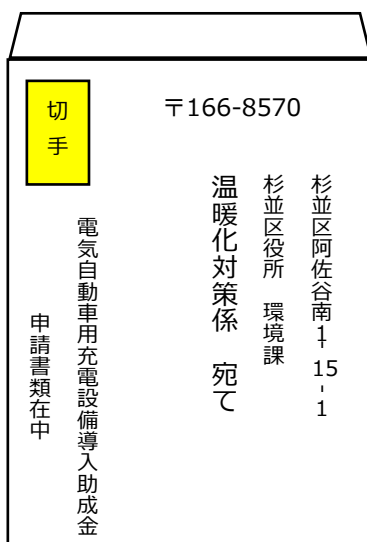 〒166-8570
杉並区阿佐谷南1-15-1
杉並区役所　環境課
温暖化対策係　宛て
切手
電気自動車用充電設備導入助成金
申請書類在中